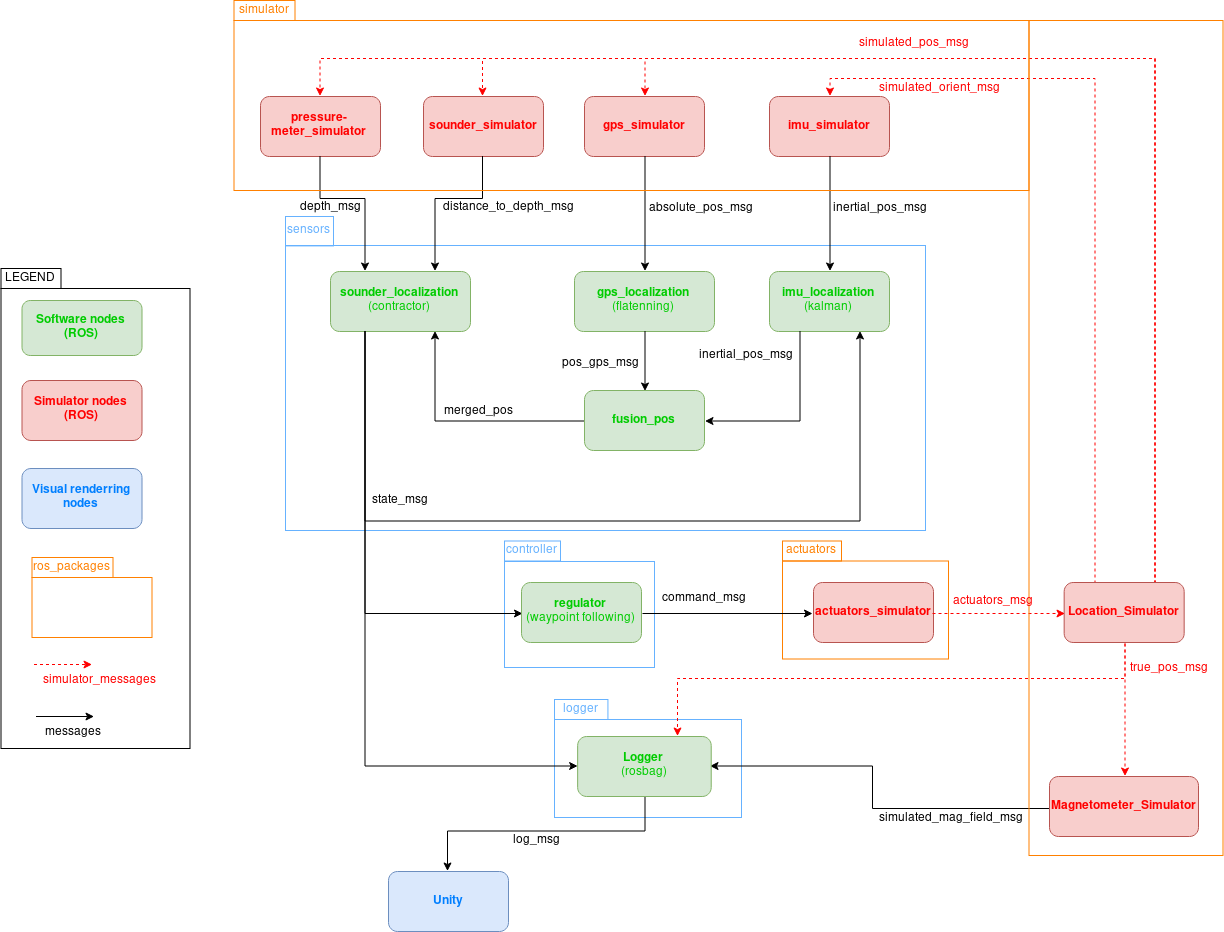 simulator
simulated_pos_msg
simulated_orient_msg
pressure-
meter_simulator
sounder_simulator
gps_simulator
imu_simulator
depth_msg
distance_to_depth_msg
absolute_pos_msg
inertial_pos_msg
sensors
sounder_localization
(contractor)
gps_localization
(flatenning)
imu_localization
(kalman)
pos_gps_msg
inertial_pos_msg
merged_pos
fusion_pos
state_msg
LEGEND
Software nodes
(ROS)
Simulator nodes
(ROS)
Visual renderring
nodes
ros_packages
simulator_messages
messages
controller
regulator
(waypoint following)
command_msg
actuators
actuators_simulator
actuators_msg
Location_Simulator
true_pos_msg
logger
Logger
(rosbag)
Magnetometer_Simulator
simulated_mag_field_msg
log_msg
Unity